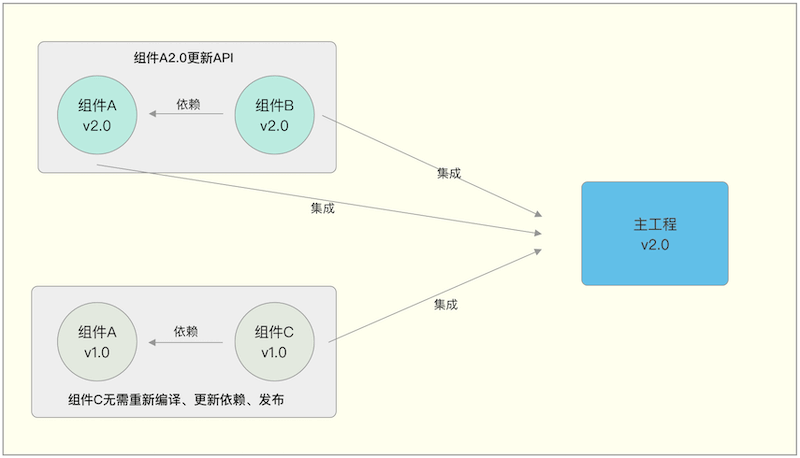 组件A2.0更新API
组件A
v2.0
依赖
组件B
v2.0
集成
集成
主工程
v2.0
集成
组件A
v1.0
依赖
组件C
v1.0
组件C无需重新编译、更新依赖、发布